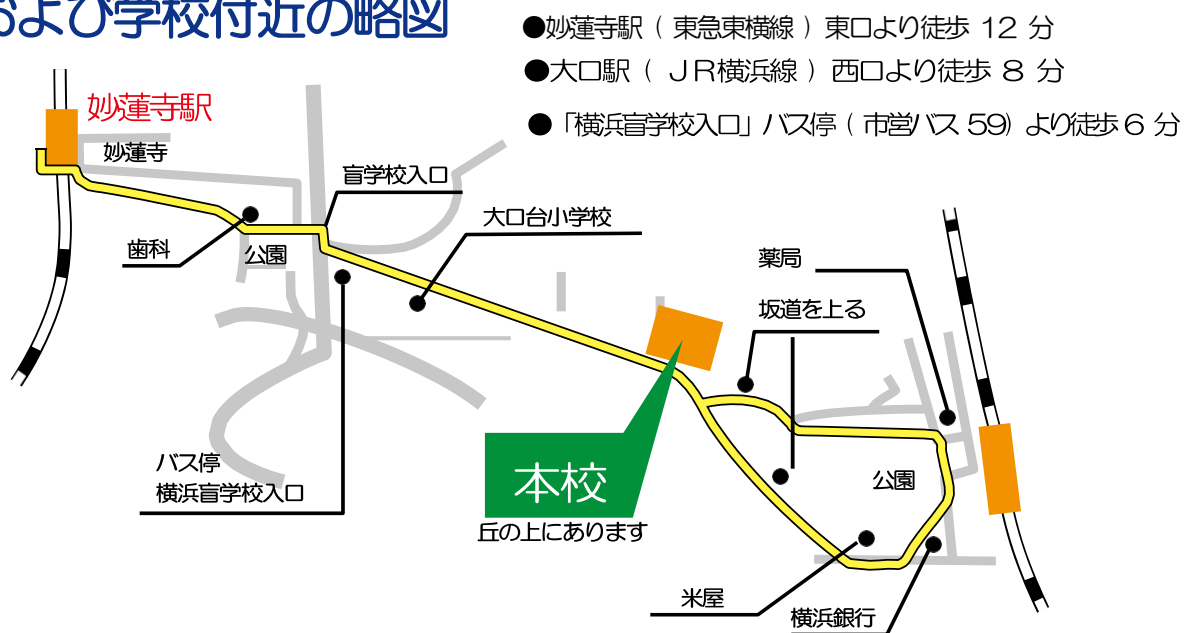 および学校付近の略図
●妙蓮寺駅(東急東横線)東口より徒歩 12 分
●大口駅(JR横浜線)西口より徒歩 8 分
●「横浜盲学校入口」バス停(市営バス 59)より徒歩 6 分
妙蓮寺駅
妙蓮寺
盲学校入口
大口台小学校
歯科
公園
薬局
坂道を上る
バス停
横浜盲学校入口
本校
丘の上にあります
公園
米屋
横浜銀行